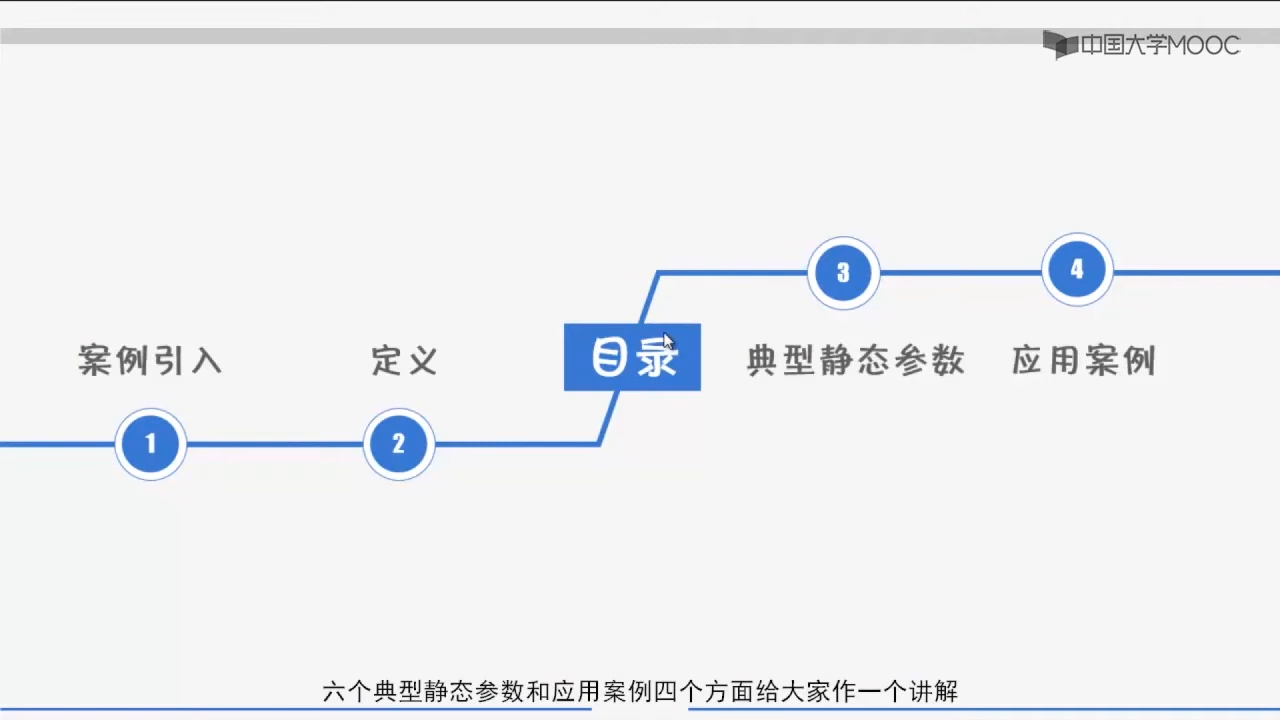 中国大学MOOC
3
4
案例引入
定义
目录
典型静态参数
应用案例
1
2
六个典型静态参数和应用案例四个方面给大家作一个讲解